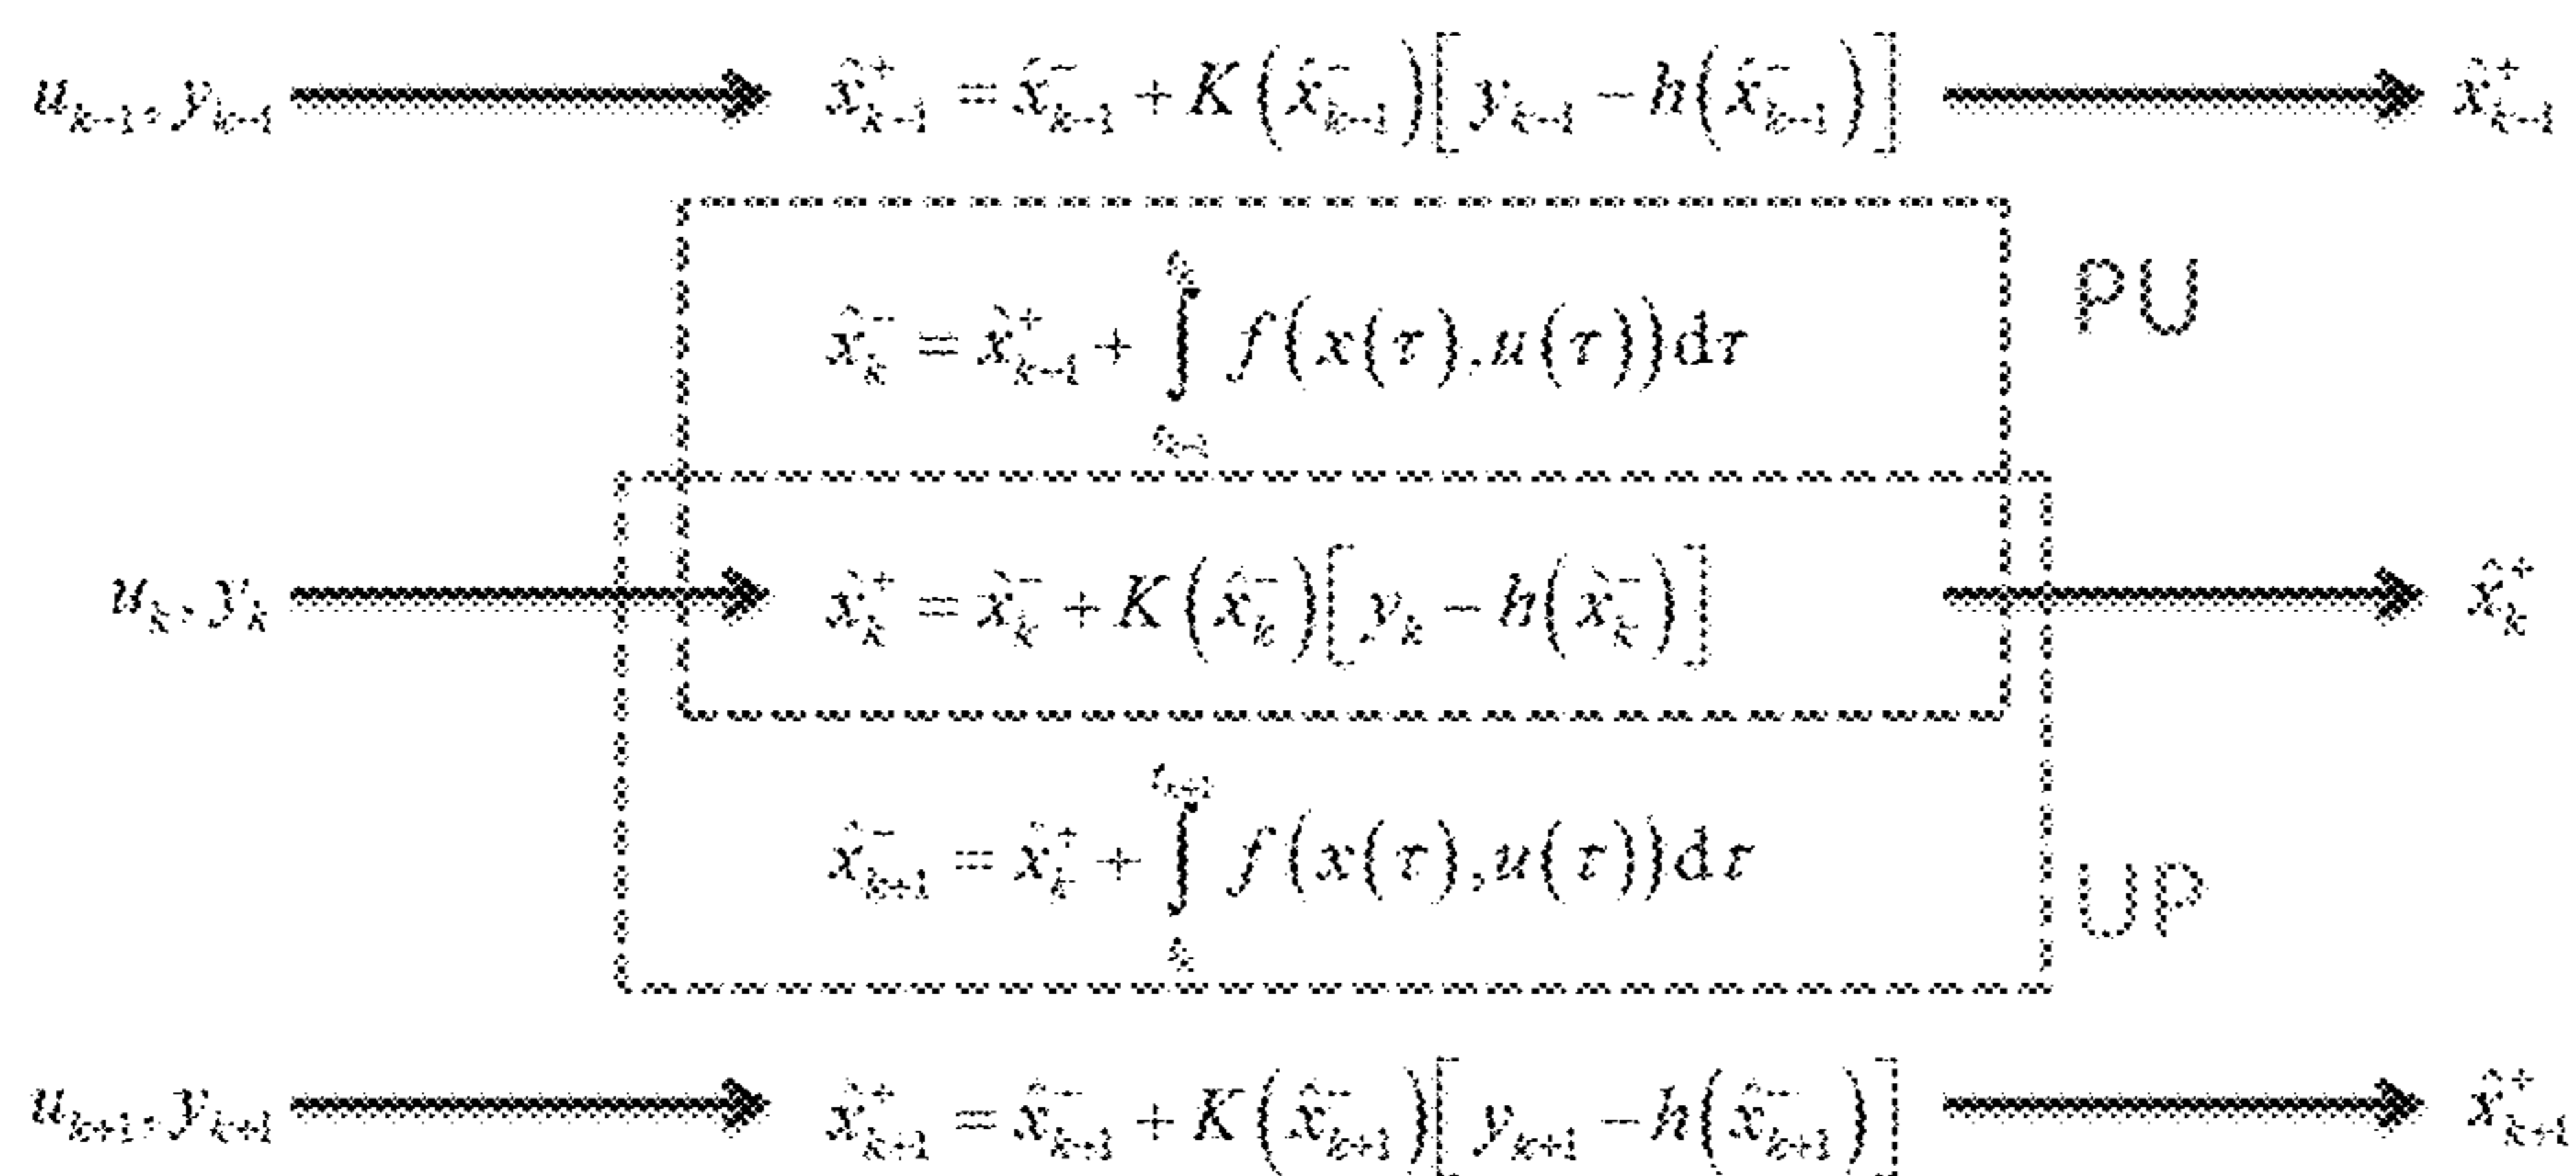 u_{k-1}, y_{k-1} x̂⁺_{k-1} = x̂⁻_{k-1} + K(x̂⁻_{k-1})[y_{k-1} − h(x̂⁻_{k-1})] x̂⁺_{k-1}
PU
x̂⁻_k = x̂⁺_{k-1} + ∫_{t_{k-1}}^{t_k} f(x(τ),u(τ))dτ
u_k, y_k x̂⁺_k = x̂⁻_k + K(x̂⁻_k)[y_k − h(x̂⁻_k)] x̂⁺_k
x̂⁻_{k+1} = x̂⁺_k + ∫_{t_k}^{t_{k+1}} f(x(τ),u(τ))dτ
UP
u_{k+1}, y_{k+1} x̂⁺_{k+1} = x̂⁻_{k+1} + K(x̂⁻_{k+1})[y_{k+1} − h(x̂⁻_{k+1})] x̂⁺_{k+1}